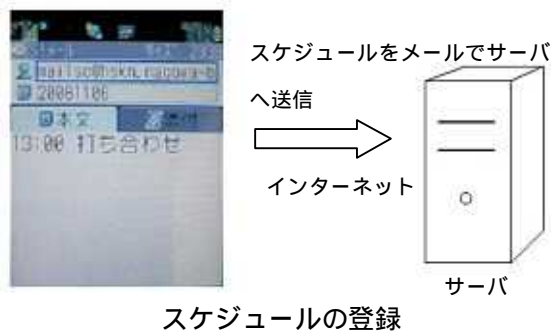 20081106
本文
13:00 打ち合わせ
スケジュールをメールでサーバ
へ送信
インターネット
サーバ
スケジュールの登録